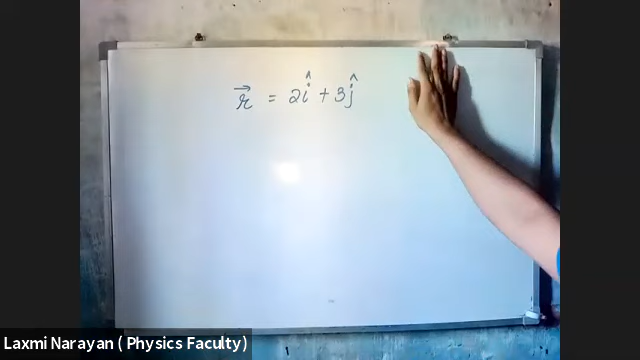 r⃗ = 2î + 3ĵ
Laxmi Narayan ( Physics Faculty)